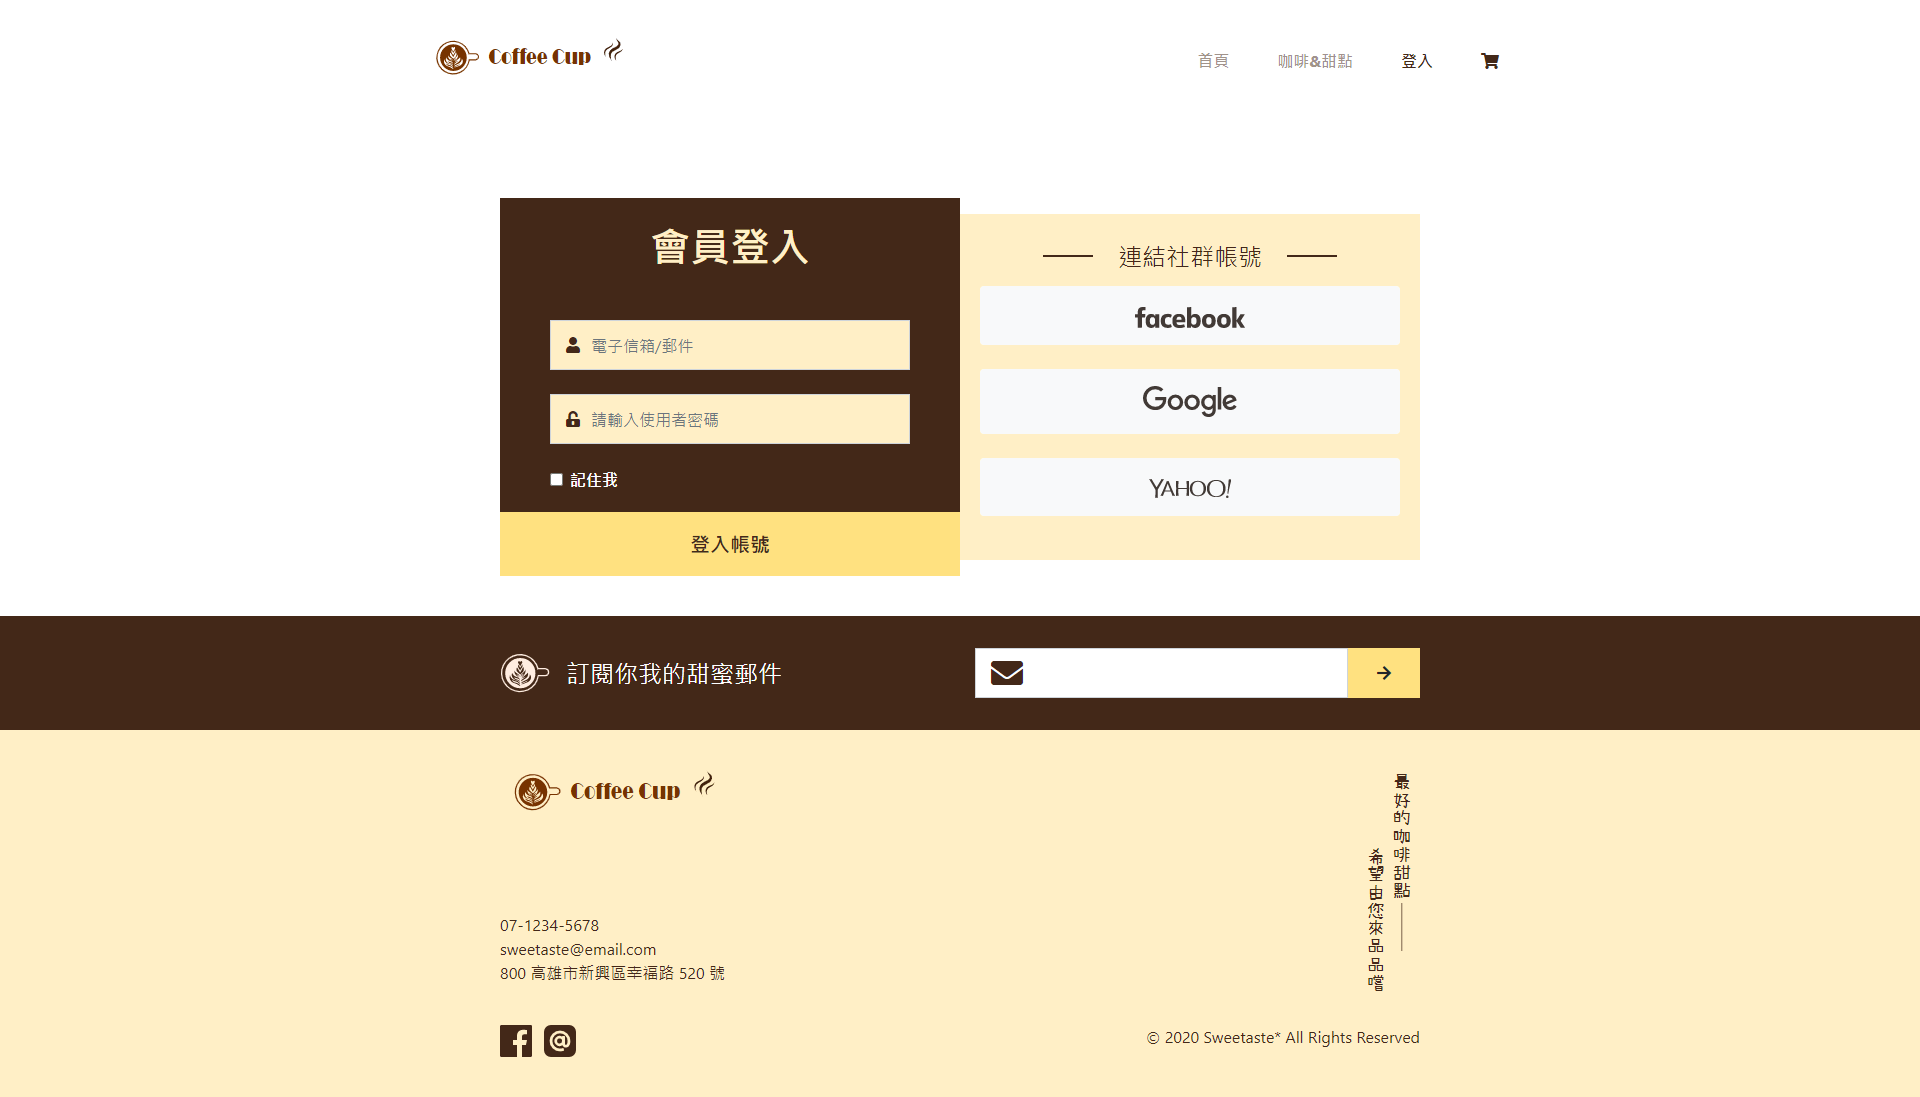 Coffee Cup
首頁
咖啡&甜點
登入
會員登入
電子信箱/郵件
請輸入使用者密碼
記住我
登入帳號
連結社群帳號
facebook
Google
YAHOO!
訂閱你我的甜蜜郵件
Coffee Cup
最好的咖啡甜點
希望由您來品品嚐
07-1234-5678
sweetaste@email.com
800 高雄市新興區幸福路 520 號
© 2020 Sweetaste* All Rights Reserved